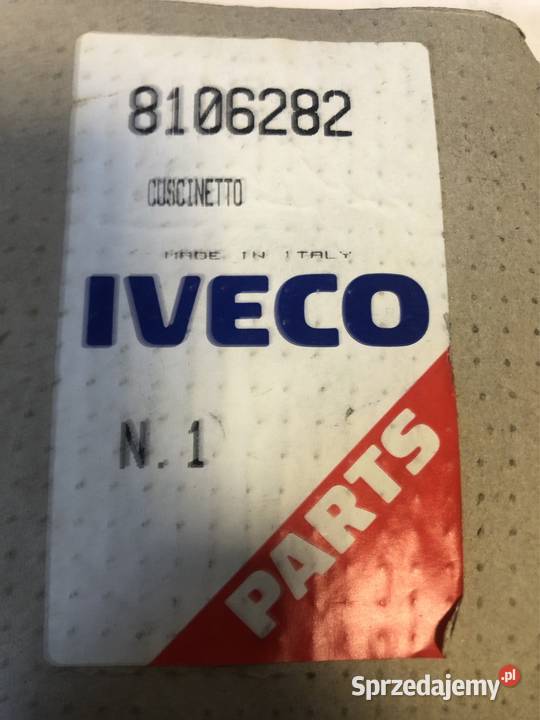 8106282
CUSCINETTO
MADE IN ITALY
IVECO
N.1
PARTS
Sprzedajemy.pl